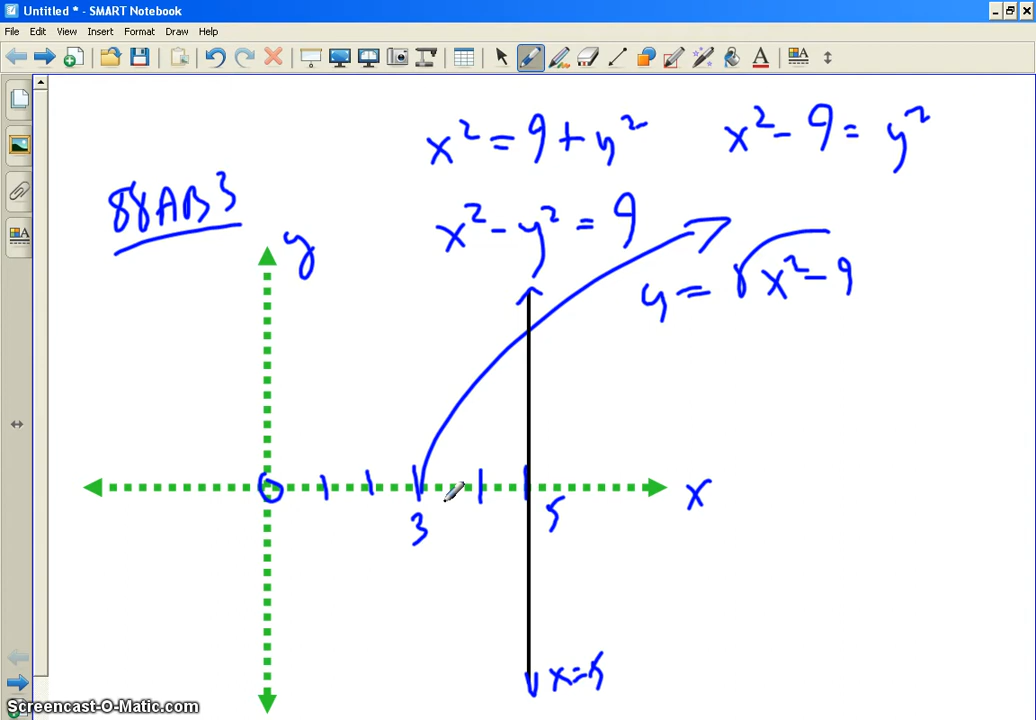 Untitled * - SMART Notebook
File Edit View Insert Format Draw Help
x² = 9 + y²
x² - 9 = y²
88AB3
x² - y² = 9
y
y = √x² - 9
0
x
3
5
x=5
Screencast-O-Matic.com